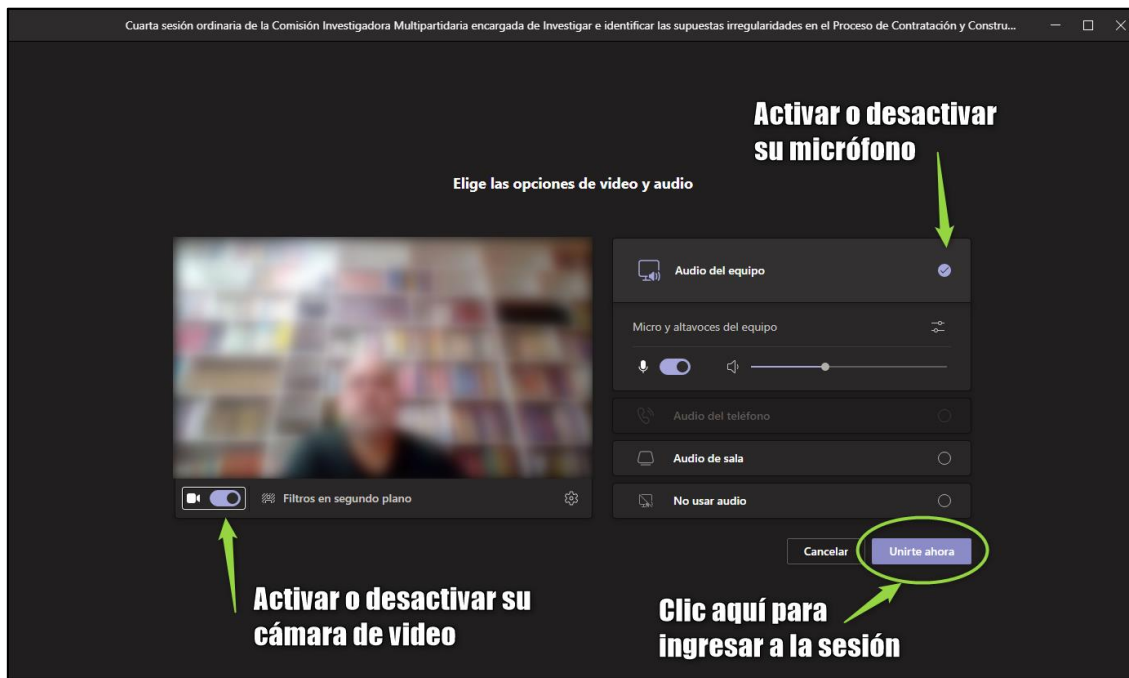 Cuarta sesión ordinaria de la Comisión Investigadora Multipartidaria encargada de Investigar e identificar las supuestas irregularidades en el Proceso de Contratación y Constru...
Activar o desactivar
su micrófono
Elige las opciones de video y audio
Audio del equipo
Micro y altavoces del equipo
Audio del teléfono
Audio de sala
Filtros en segundo plano
No usar audio
Cancelar
Unirte ahora
Activar o desactivar su
cámara de video
Clic aquí para
ingresar a la sesión